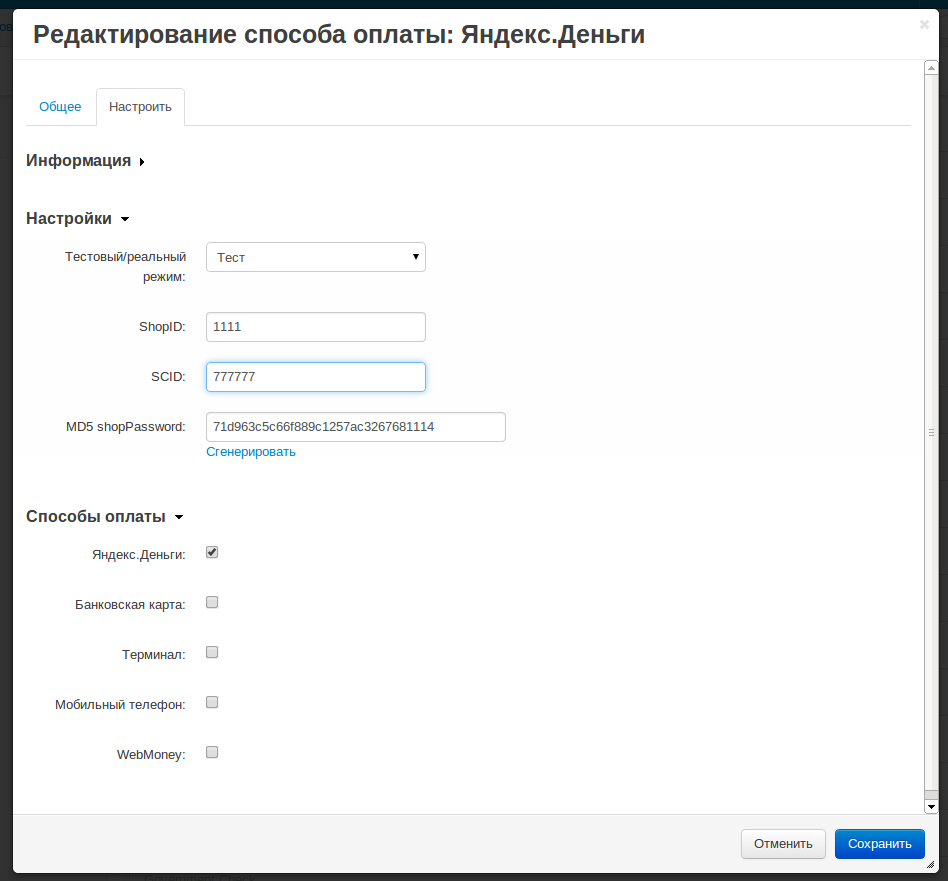 Редактирование способа оплаты: Яндекс.Деньги
Общее
Настроить
Информация
Настройки
Тестовый/реальный
режим:
Тест
ShopID:
1111
SCID:
777777
MD5 shopPassword:
71d963c5c66f889c1257ac3267681114
Сгенерировать
Способы оплаты
Яндекс.Деньги:
Банковская карта:
Терминал:
Мобильный телефон:
WebMoney:
Отменить
Сохранить